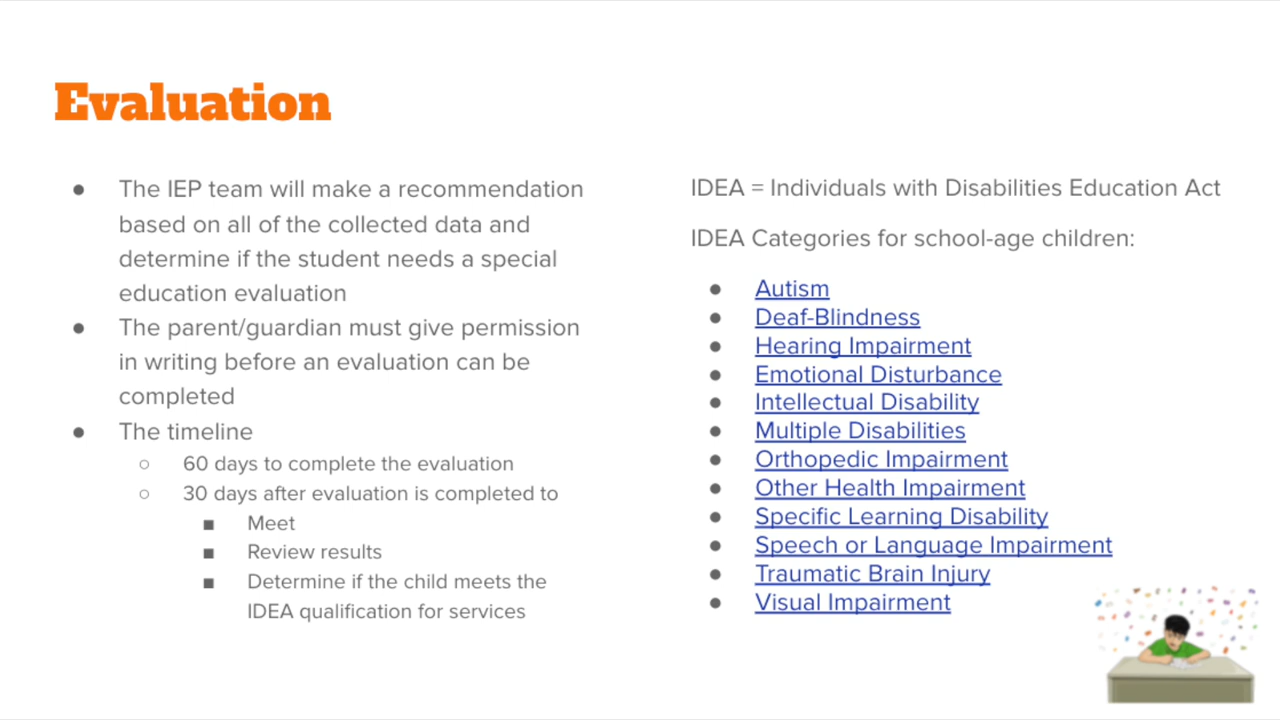 Evaluation
● The IEP team will make a recommendation
based on all of the collected data and
determine if the student needs a special
education evaluation
● The parent/guardian must give permission
in writing before an evaluation can be
completed
● The timeline
○ 60 days to complete the evaluation
○ 30 days after evaluation is completed to
■ Meet
■ Review results
■ Determine if the child meets the
IDEA qualification for services
IDEA = Individuals with Disabilities Education Act
IDEA Categories for school-age children:
● Autism
● Deaf-Blindness
● Hearing Impairment
● Emotional Disturbance
● Intellectual Disability
● Multiple Disabilities
● Orthopedic Impairment
● Other Health Impairment
● Specific Learning Disability
● Speech or Language Impairment
● Traumatic Brain Injury
● Visual Impairment